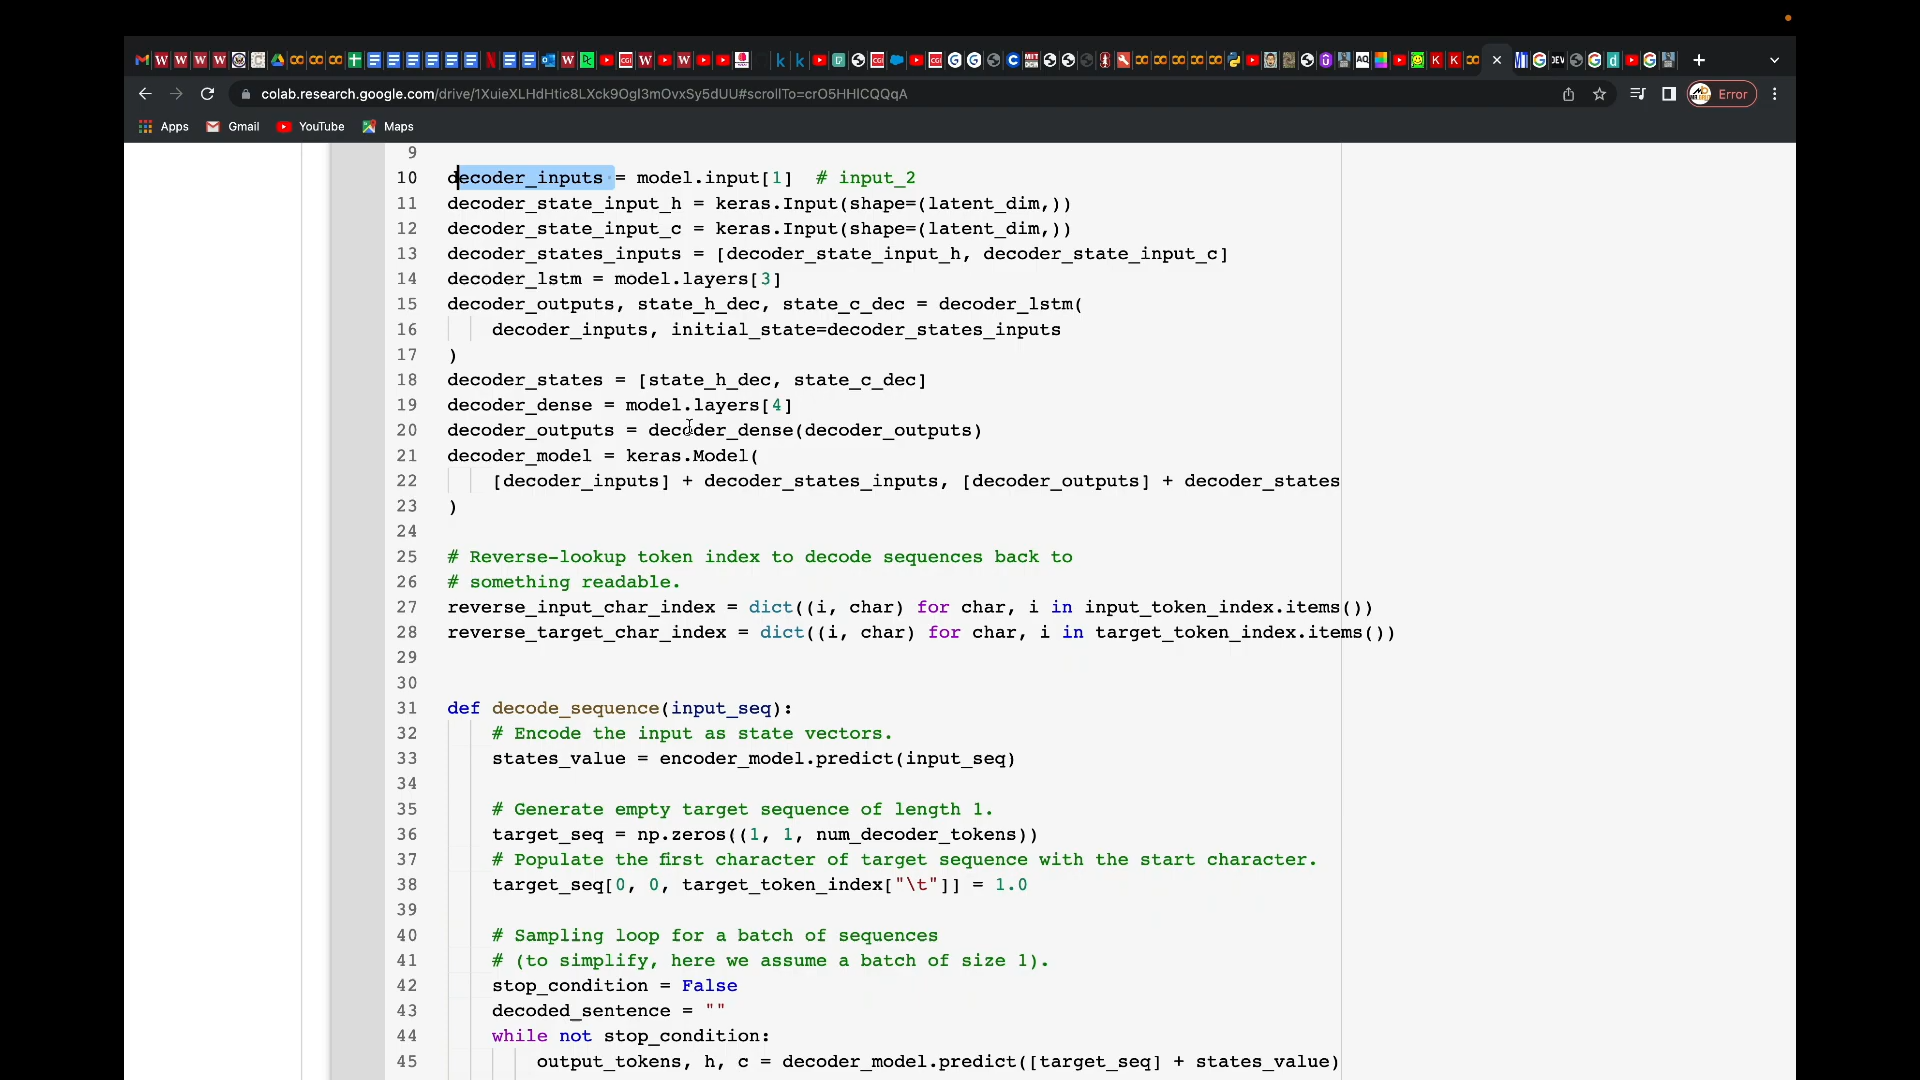 colab.research.google.com/drive/1XuieXLHdHtic8LXck9OgI3mOvxSy5dUU#scrollTo=crO5HHlCQQqA
Error
Apps
Gmail
YouTube
Maps
9
10 decoder_inputs = model.input[1]  # input_2
11 decoder_state_input_h = keras.Input(shape=(latent_dim,))
12 decoder_state_input_c = keras.Input(shape=(latent_dim,))
13 decoder_states_inputs = [decoder_state_input_h, decoder_state_input_c]
14 decoder_lstm = model.layers[3]
15 decoder_outputs, state_h_dec, state_c_dec = decoder_lstm(
16     decoder_inputs, initial_state=decoder_states_inputs
17 )
18 decoder_states = [state_h_dec, state_c_dec]
19 decoder_dense = model.layers[4]
20 decoder_outputs = decoder_dense(decoder_outputs)
21 decoder_model = keras.Model(
22     [decoder_inputs] + decoder_states_inputs, [decoder_outputs] + decoder_states
23 )
24
25 # Reverse-lookup token index to decode sequences back to
26 # something readable.
27 reverse_input_char_index = dict((i, char) for char, i in input_token_index.items())
28 reverse_target_char_index = dict((i, char) for char, i in target_token_index.items())
29
30
31 def decode_sequence(input_seq):
32     # Encode the input as state vectors.
33     states_value = encoder_model.predict(input_seq)
34
35     # Generate empty target sequence of length 1.
36     target_seq = np.zeros((1, 1, num_decoder_tokens))
37     # Populate the first character of target sequence with the start character.
38     target_seq[0, 0, target_token_index["\t"]] = 1.0
39
40     # Sampling loop for a batch of sequences
41     # (to simplify, here we assume a batch of size 1).
42     stop_condition = False
43     decoded_sentence = ""
44     while not stop_condition:
45         output_tokens, h, c = decoder_model.predict([target_seq] + states_value)